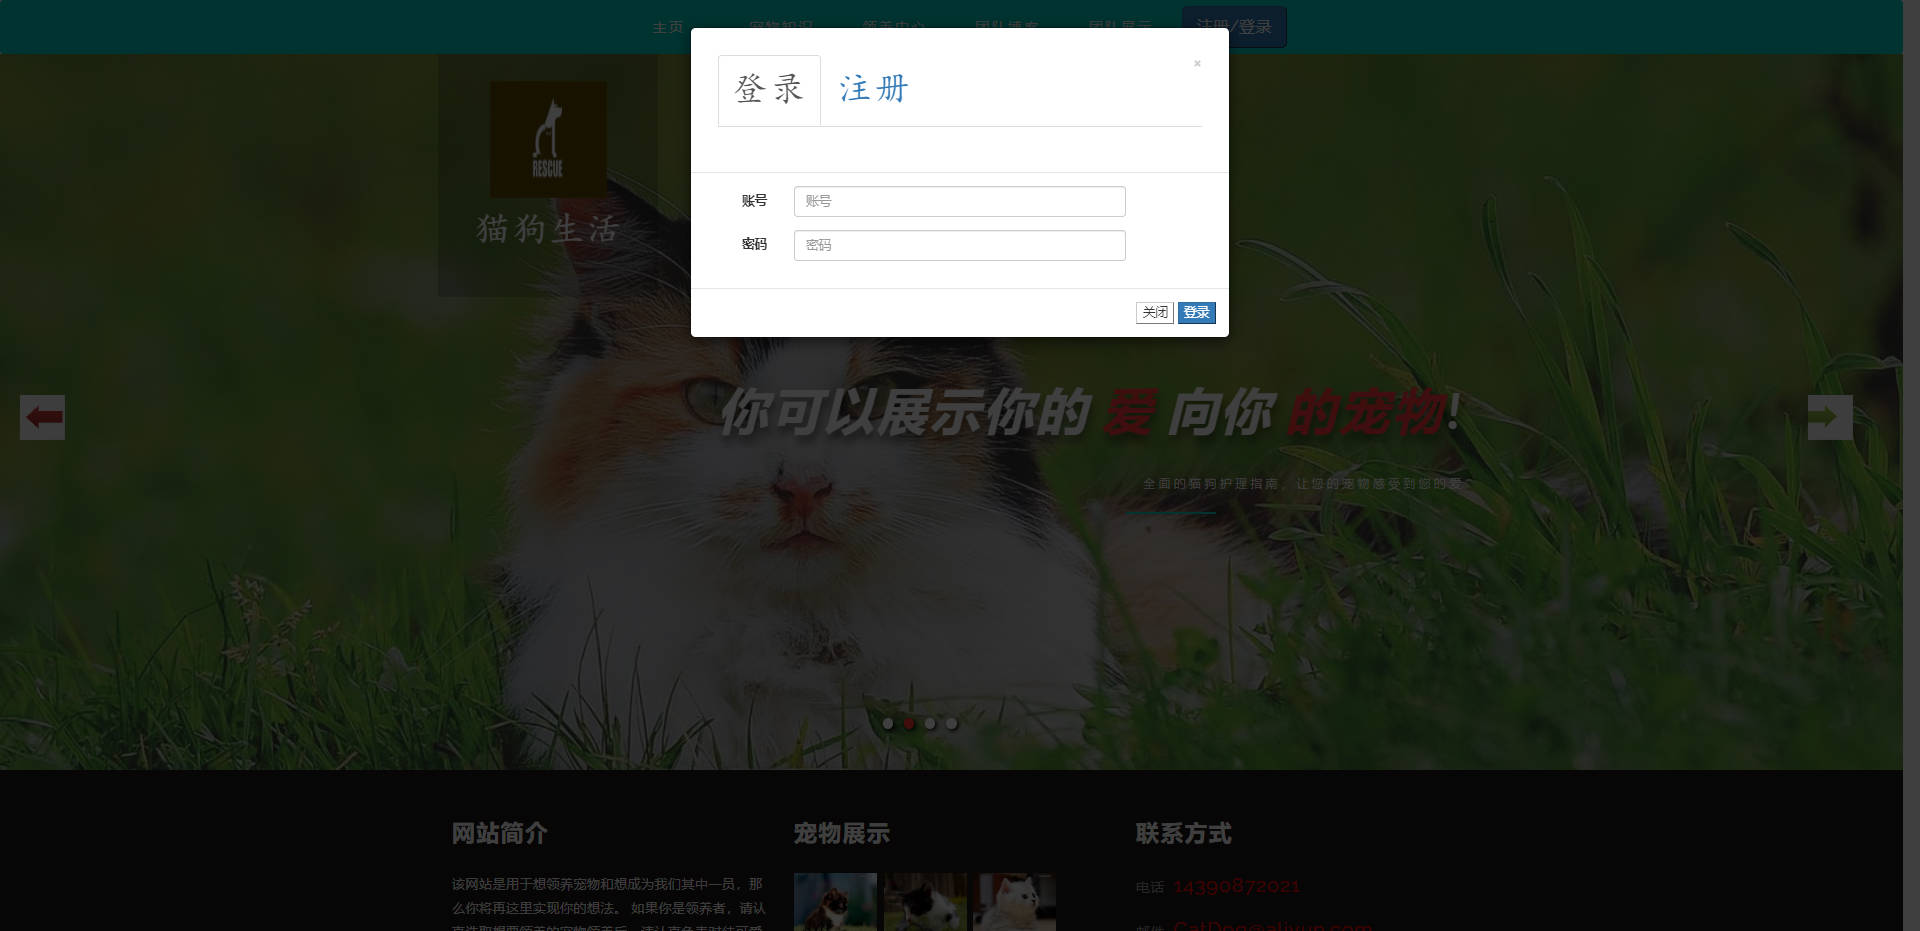 主页 宠物知识 领养中心 团队博客 团队展示 注册/登录
登录 注册
×
账号 账号
密码 密码
关闭 登录
RESCUE
猫狗生活
你可以展示你的 爱 向你 的宠物!
全面的猫狗护理指南，让您的宠物感受到您的爱。
网站简介
该网站是用于想领养宠物和想成为我们其中一员，那
么你将再这里实现你的想法。 如果你是领养者，请认
宠物展示
联系方式
电话 14390872021
邮件 CatDog@aliyun.com